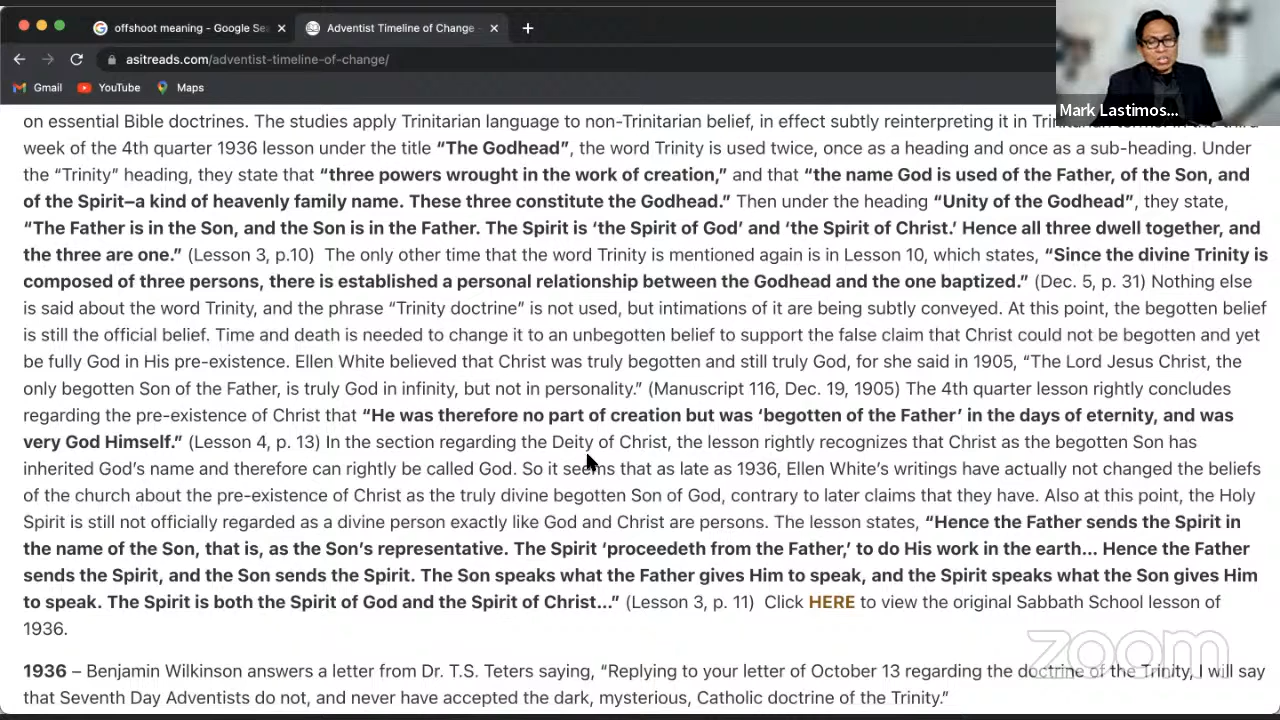 offshoot meaning - Google Se
Adventist Timeline of Change
asitreads.com/adventist-timeline-of-change/
Gmail YouTube Maps
Mark Lastimos...
on essential Bible doctrines. The studies apply Trinitarian language to non-Trinitarian belief, in effect subtly reinterpreting it in
week of the 4th quarter 1936 lesson under the title “The Godhead”, the word Trinity is used twice, once as a heading and once as a sub-heading. Under
the “Trinity” heading, they state that “three powers wrought in the work of creation,” and that “the name God is used of the Father, of the Son, and
of the Spirit–a kind of heavenly family name. These three constitute the Godhead.” Then under the heading “Unity of the Godhead”, they state,
“The Father is in the Son, and the Son is in the Father. The Spirit is ‘the Spirit of God’ and ‘the Spirit of Christ.’ Hence all three dwell together, and
the three are one.” (Lesson 3, p.10) The only other time that the word Trinity is mentioned again is in Lesson 10, which states, “Since the divine Trinity is
composed of three persons, there is established a personal relationship between the Godhead and the one baptized.” (Dec. 5, p. 31) Nothing else
is said about the word Trinity, and the phrase “Trinity doctrine” is not used, but intimations of it are being subtly conveyed. At this point, the begotten belief
is still the official belief. Time and death is needed to change it to an unbegotten belief to support the false claim that Christ could not be begotten and yet
be fully God in His pre-existence. Ellen White believed that Christ was truly begotten and still truly God, for she said in 1905, “The Lord Jesus Christ, the
only begotten Son of the Father, is truly God in infinity, but not in personality.” (Manuscript 116, Dec. 19, 1905) The 4th quarter lesson rightly concludes
regarding the pre-existence of Christ that “He was therefore no part of creation but was ‘begotten of the Father’ in the days of eternity, and was
very God Himself.” (Lesson 4, p. 13) In the section regarding the Deity of Christ, the lesson rightly recognizes that Christ as the begotten Son has
inherited God’s name and therefore can rightly be called God. So it seems that as late as 1936, Ellen White’s writings have actually not changed the beliefs
of the church about the pre-existence of Christ as the truly divine begotten Son of God, contrary to later claims that they have. Also at this point, the Holy
Spirit is still not officially regarded as a divine person exactly like God and Christ are persons. The lesson states, “Hence the Father sends the Spirit in
the name of the Son, that is, as the Son’s representative. The Spirit ‘proceedeth from the Father,’ to do His work in the earth… Hence the Father
sends the Spirit, and the Son sends the Spirit. The Son speaks what the Father gives Him to speak, and the Spirit speaks what the Son gives Him
to speak. The Spirit is both the Spirit of God and the Spirit of Christ…” (Lesson 3, p. 11) Click HERE to view the original Sabbath School lesson of
1936.
zoom
1936 – Benjamin Wilkinson answers a letter from Dr. T.S. Teters saying, “Replying to your letter of October 13 regarding the doctrine of the Trinity, I will say
that Seventh Day Adventists do not, and never have accepted the dark, mysterious, Catholic doctrine of the Trinity.”